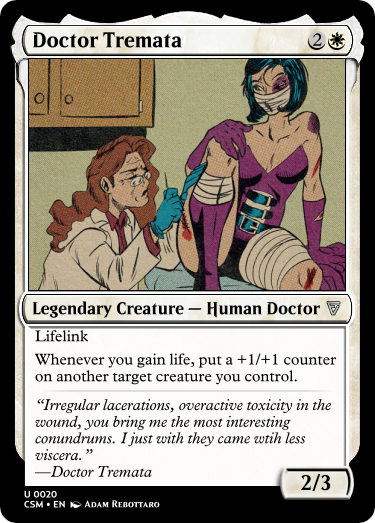 Doctor Tremata 2
Legendary Creature — Human Doctor
Lifelink
Whenever you gain life, put a +1/+1 counter
on another target creature you control.
“Irregular lacerations, overactive toxicity in the
wound, you bring me the most interesting
conundrums. I just with they came wtih less
viscera.”
—Doctor Tremata
2/3
U 0020
CSM • EN Adam Rebottaro